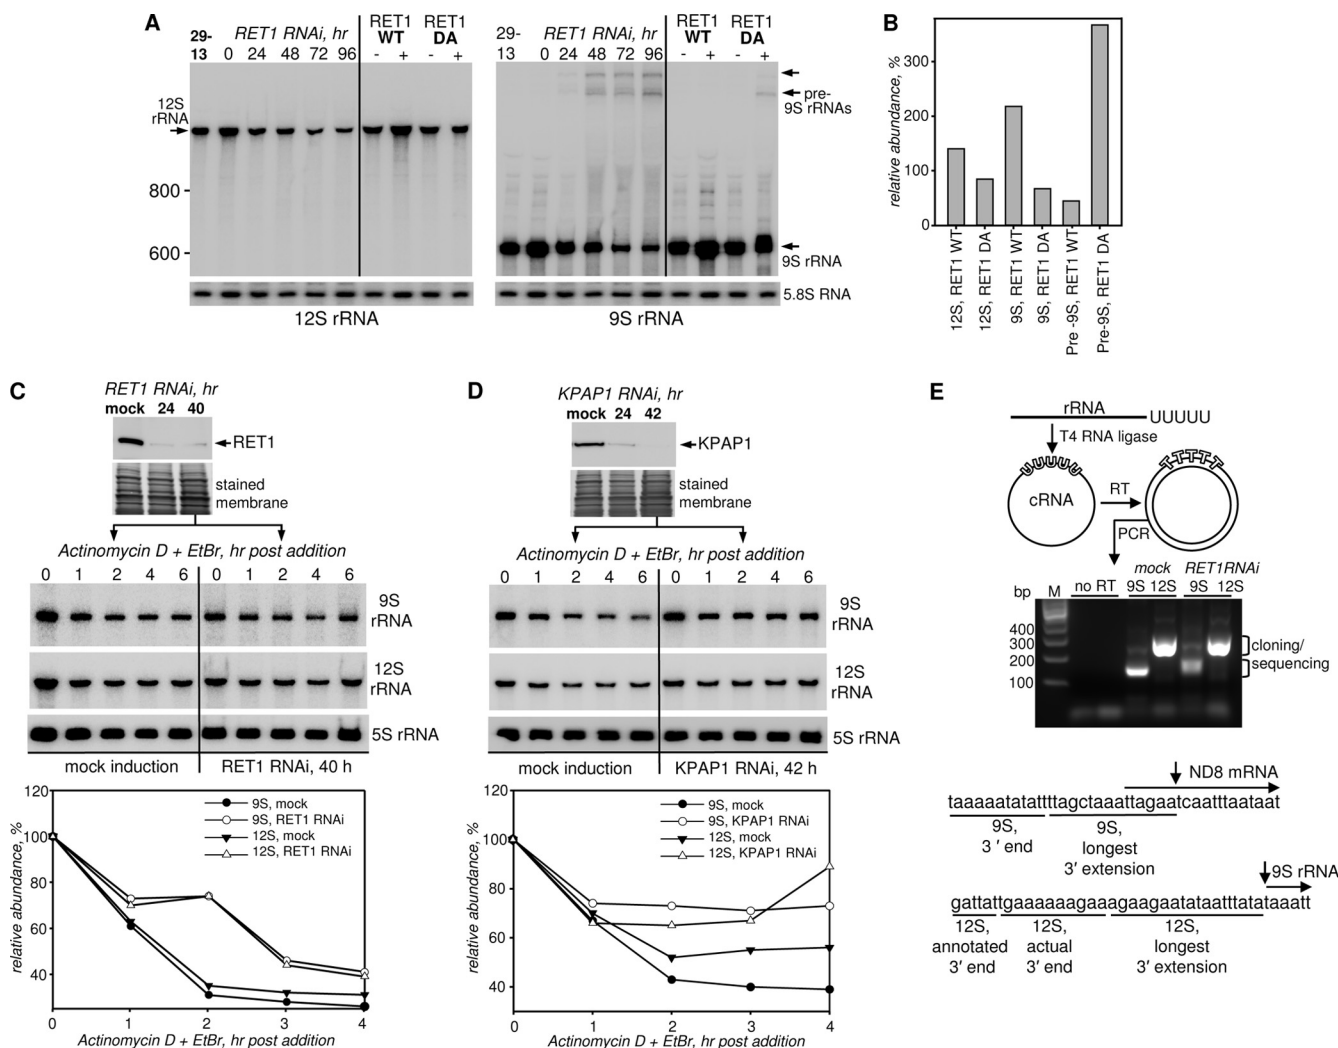 A
29-
13
RET1 RNAi, hr
0 24 48 72 96
RET1
WT
- +
RET1
DA
- +
12S
rRNA
800
600
12S rRNA
29-
13
RET1 RNAi, hr
0 24 48 72 96
RET1
WT
- +
RET1
DA
- +
pre-
9S rRNAs
9S rRNA
5.8S RNA
9S rRNA
B
relative abundance, %
300
200
100
0
12S, RET1 WT
12S, RET1 DA
9S, RET1 WT
9S, RET1 DA
Pre -9S, RET1 WT
Pre-9S, RET1 DA
C
RET1 RNAi, hr
mock 24 40
RET1
stained
membrane
Actinomycin D + EtBr, hr post addition
0 1 2 4 6 0 1 2 4 6
9S
rRNA
12S
rRNA
5S rRNA
mock induction RET1 RNAi, 40 h
120
100
80
60
40
relative abundance, %
9S, mock
9S, RET1 RNAi
12S, mock
12S, RET1 RNAi
0 1 2 3 4
Actinomycin D + EtBr, hr post addition
D
KPAP1 RNAi, hr
mock 24 42
KPAP1
stained
membrane
Actinomycin D + EtBr, hr post addition
0 1 2 4 6 0 1 2 4 6
9S
rRNA
12S
rRNA
5S rRNA
mock induction KPAP1 RNAi, 42 h
120
100
80
60
40
relative abundance, %
9S, mock
9S, KPAP1 RNAi
12S, mock
12S, KPAP1 RNAi
0 1 2 3 4
Actinomycin D + EtBr, hr post addition
E
rRNA
UUUUU
T4 RNA ligase
UUUUU
cRNA
RT
TTTTT
PCR
mock RET1RNAi
bp M no RT 9S 12S 9S 12S
400
300
200
100
cloning/
sequencing
ND8 mRNA
taaaaatatattttagctaaattagaatcaatttaataat
9S,
3 ′ end
9S,
longest
3′ extension
9S rRNA
gattattgaaaaaagaaagaagaatataatttatataaatt
12S,
annotated
3′ end
12S,
actual
3′ end
12S,
longest
3′ extension